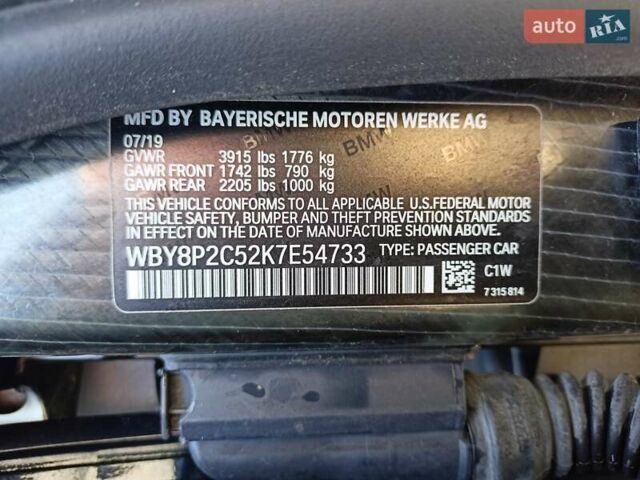 auto RIA.com
MFD BY BAYERISCHE MOTOREN WERKE AG
07/19
GVWR 3915 lbs 1776 kg
GAWR FRONT 1742 lbs 790 kg
GAWR REAR 2205 lbs 1000 kg
THIS VEHICLE CONFORMS TO ALL APPLICABLE U.S.FEDERAL MOTOR
VEHICLE SAFETY, BUMPER AND THEFT PREVENTION STANDARDS
IN EFFECT ON THE DATE OF MANUFACTURE SHOWN ABOVE.
WBY8P2C52K7E54733 TYPE: PASSENGER CAR
C1W
7315814
BMW
BMW